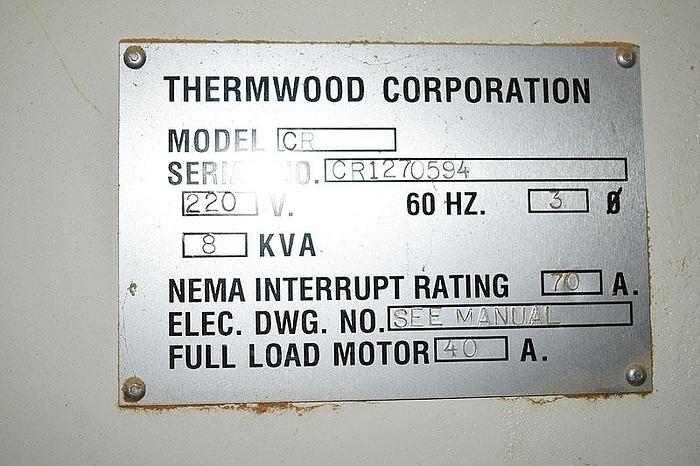 THERMWOOD CORPORATION
MODEL CR
SERIAL NO. CR1270594
220 V. 60 HZ. 3 Ø
8 KVA
NEMA INTERRUPT RATING 70 A.
ELEC. DWG. NO. SEE MANUAL
FULL LOAD MOTOR 40 A.